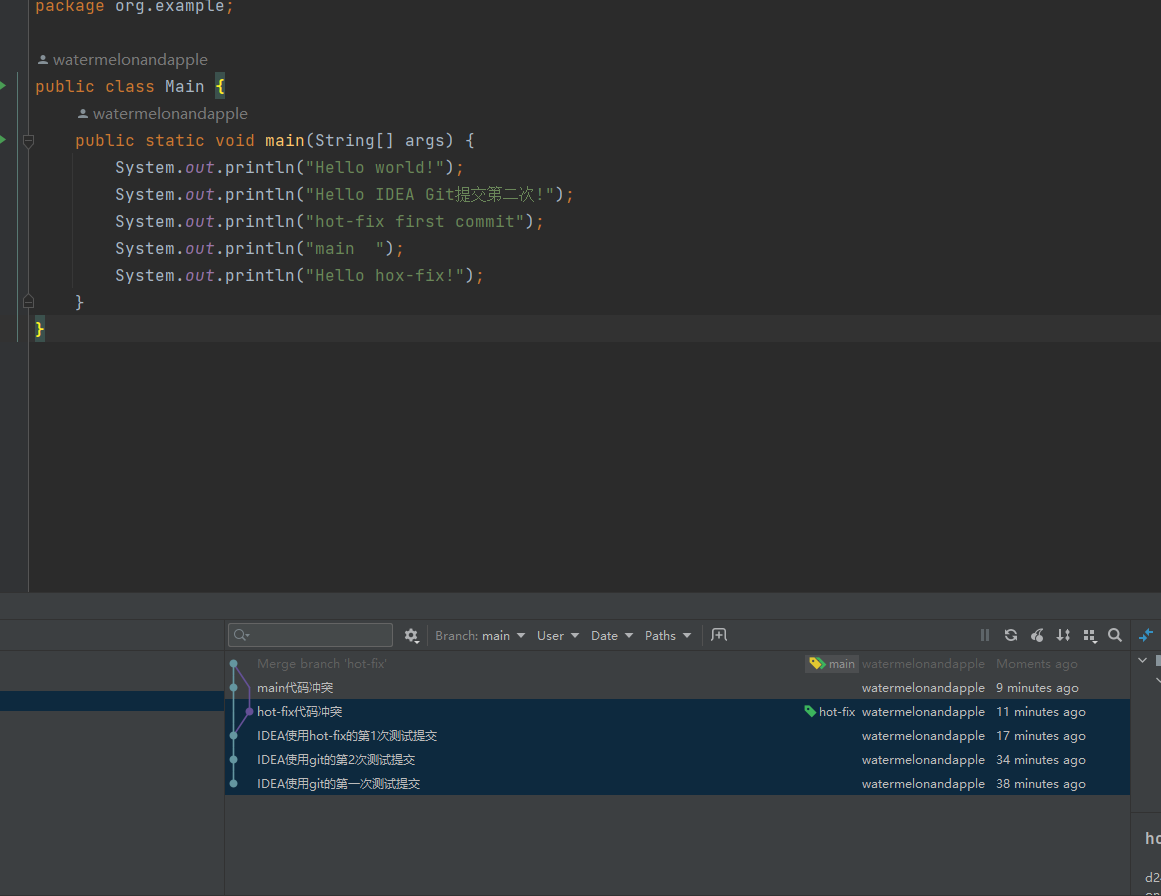 package org.example;
watermelonandapple
public class Main {
watermelonandapple
public static void main(String[] args) {
System.out.println("Hello world!");
System.out.println("Hello IDEA Git提交第二次!");
System.out.println("hot-fix first commit");
System.out.println("main  ");
System.out.println("Hello hox-fix!");
}
}
Branch: main User Date Paths
Merge branch 'hot-fix' main watermelonandapple Moments ago
main代码冲突 watermelonandapple 9 minutes ago
hot-fix代码冲突 hot-fix watermelonandapple 11 minutes ago
IDEA使用hot-fix的第1次测试提交 watermelonandapple 17 minutes ago
IDEA使用git的第2次测试提交 watermelonandapple 34 minutes ago
IDEA使用git的第一次测试提交 watermelonandapple 38 minutes ago